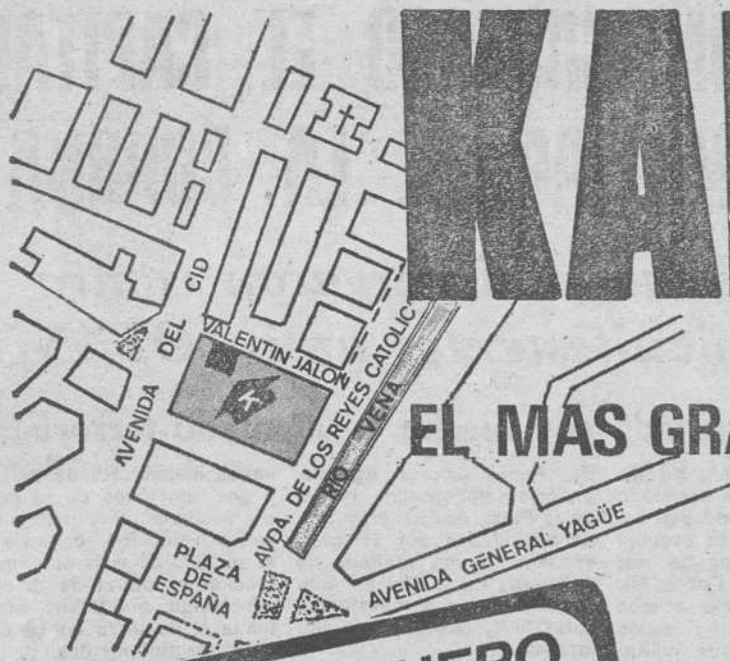 KA
AVENIDA DEL CID
VALENTIN JALON
AVDA. DE LOS REYES CATOLIC
RIO VENA
EL MAS GRA
AVENIDA GENERAL YAGÜE
PLAZA
DE
ESPAÑA